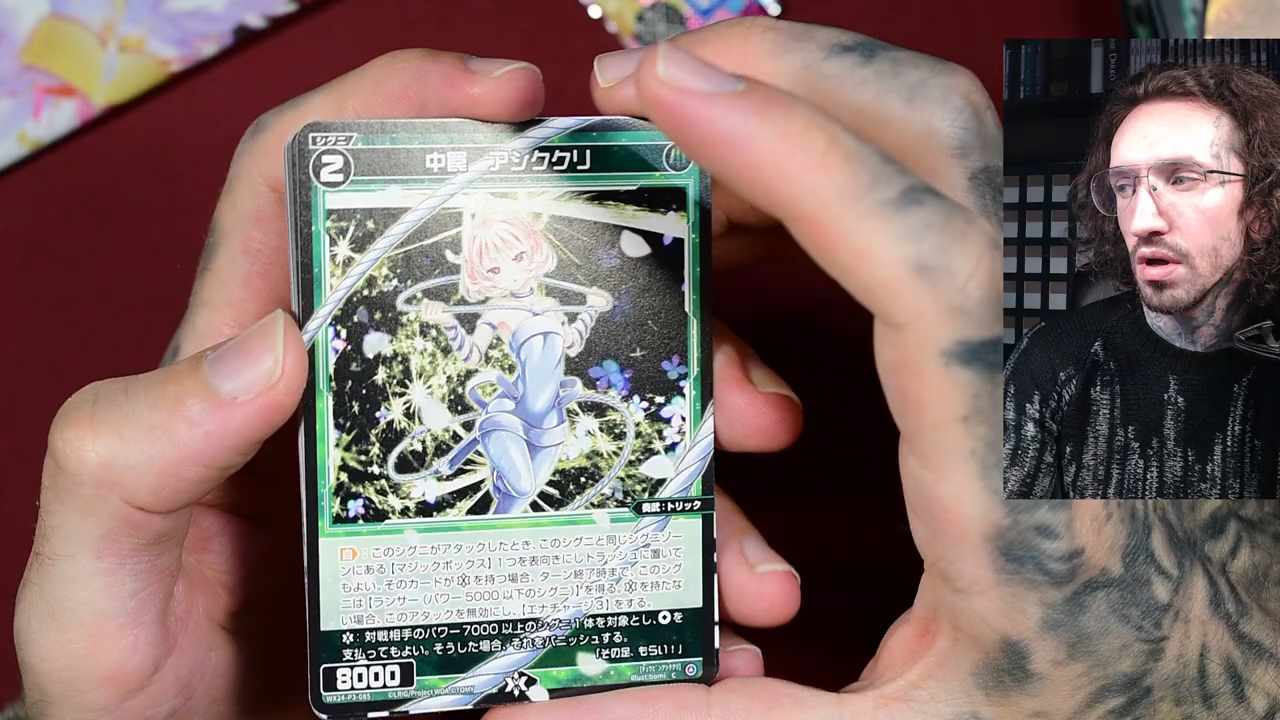 シグニ
2
中罠 アシククリ
奏武:トリック
自:このシグニがアタックしたとき、このシグニと同じシグニゾー
ンにある【マジックボックス】1つを表向きにしトラッシュに置いて
もよい。そのカードが を持つ場合、ターン終了時まで、このシグ
ニは【ランサー(パワー5000以下のシグニ)】を得る。 を持たな
い場合、このアタックを無効にし、【エナチャージ3】をする。
:対戦相手のパワー7000以上のシグニ1体を対象とし、 を
支払ってもよい。そうした場合、それをバニッシュする。
「その足、もらい!」
8000
WX24-P3-085
©LRIG/Project WDA ©TOMY
Illust:bomi C